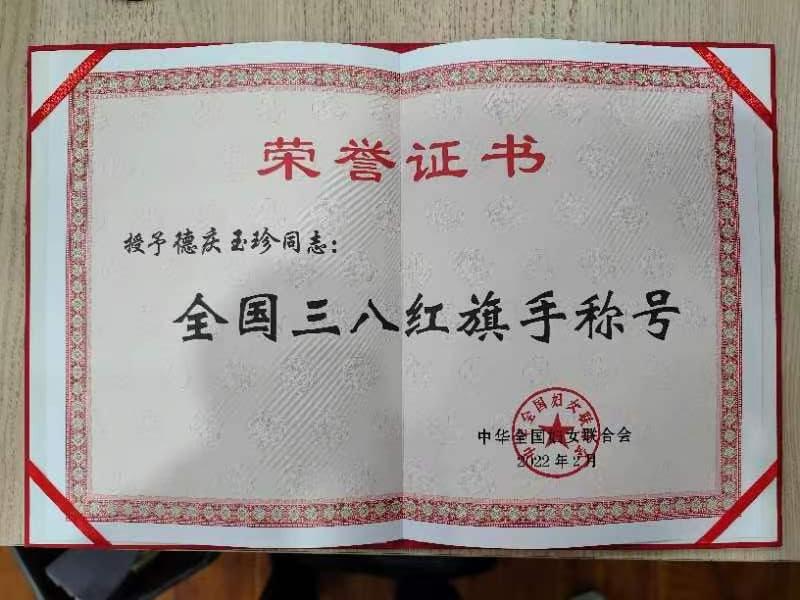 荣誉证书
授予德庆玉珍同志：
全国三八红旗手称号
中华全国妇女联合会
2022年2月